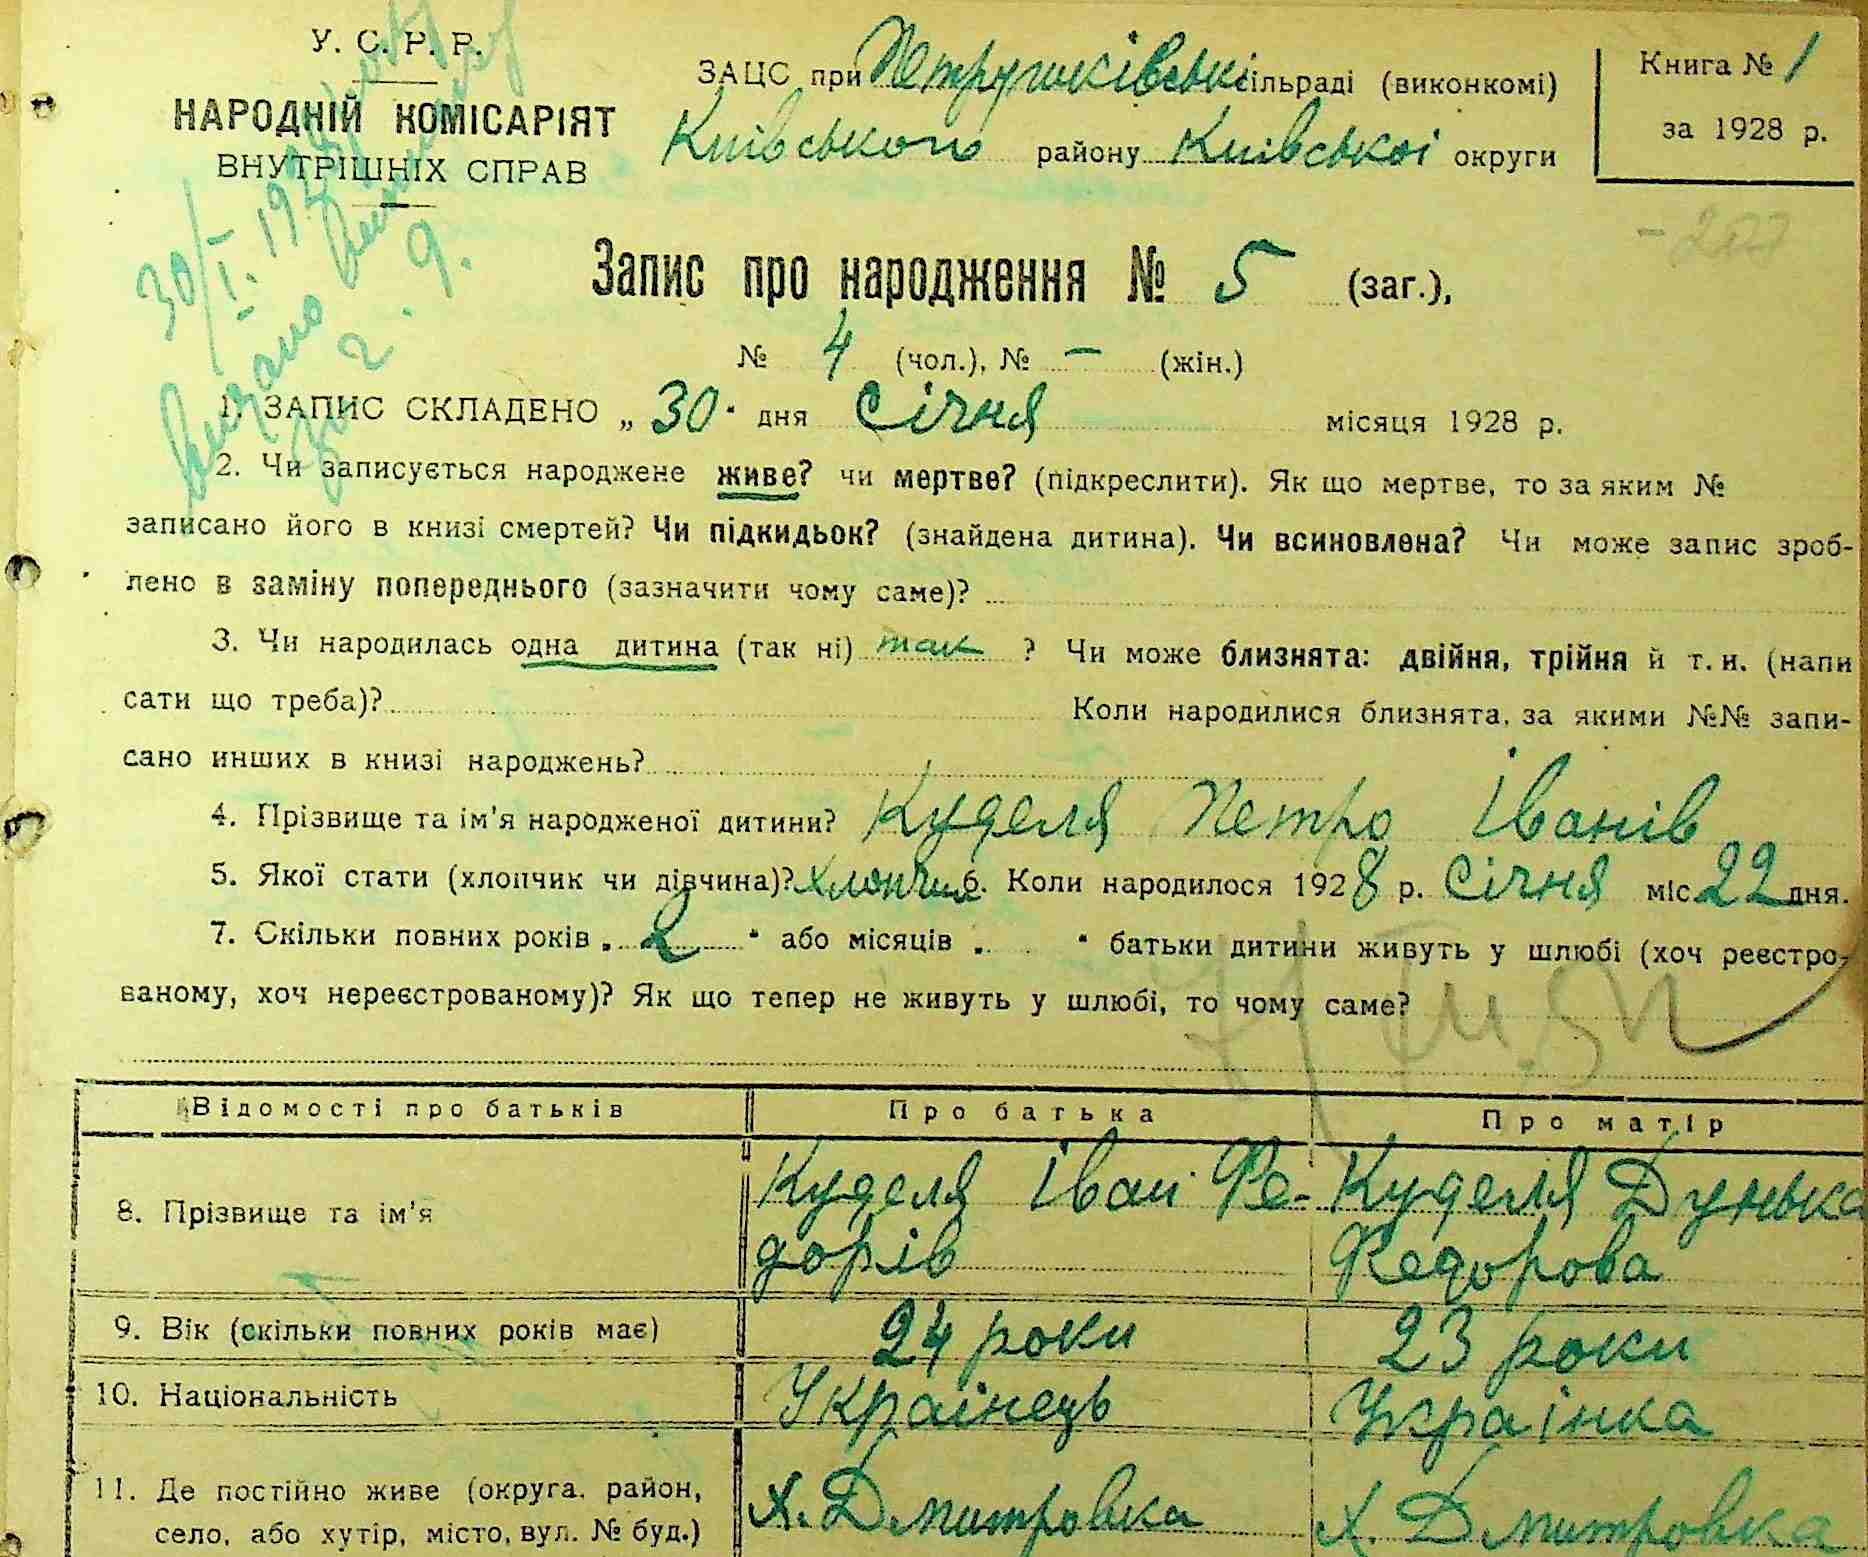 У. С. Р. Р.
НАРОДНІЙ КОМІСАРІЯТ
ВНУТРІШНІХ СПРАВ
ЗАЦС при Петрушківські сільраді (виконкомі)
Київського району Київської округи
Книга № 1
за 1928 р.
30/I. 192
Видано
Запис про народження № 5 (заг.),
№ 4 (чол.), № — (жін.)
1. ЗАПИС СКЛАДЕНО „ 30 " дня Січня місяця 1928 р.
2. Чи записується народжене живе? чи мертве? (підкреслити). Як що мертве, то за яким №
записано його в книзі смертей? Чи підкидьок? (знайдена дитина). Чи всиновлена? Чи може запис зроб-
лено в заміну попереднього (зазначити чому саме)?
3. Чи народилась одна дитина (так ні) так ? Чи може близнята: двійня, трійня й т. и. (напи
сати що треба)? Коли народилися близнята, за якими №№ запи-
сано инших в книзі народжень?
4. Прізвище та ім'я народженої дитини? Куделя Петро Іванів
5. Якої стати (хлопчик чи дівчина)? Хлопчик 6. Коли народилося 1928 р. Січня міс 22 дня.
7. Скільки повних років „ 2 " або місяців „ " батьки дитини живуть у шлюбі (хоч реєстро-
ваному, хоч нереєстрованому)? Як що тепер не живуть у шлюбі, то чому саме?
Відомості про батьків Про батька Про матір
8. Прізвище та ім'я Куделя Іван Фе- Куделя Дунька
дорів Федорова
9. Вік (скільки повних років має) 24 роки 23 роки
10. Національність Українець Українка
11. Де постійно живе (округа, район,
село, або хутір, місто, вул. № буд.) х. Дмитровка х. Дмитровка